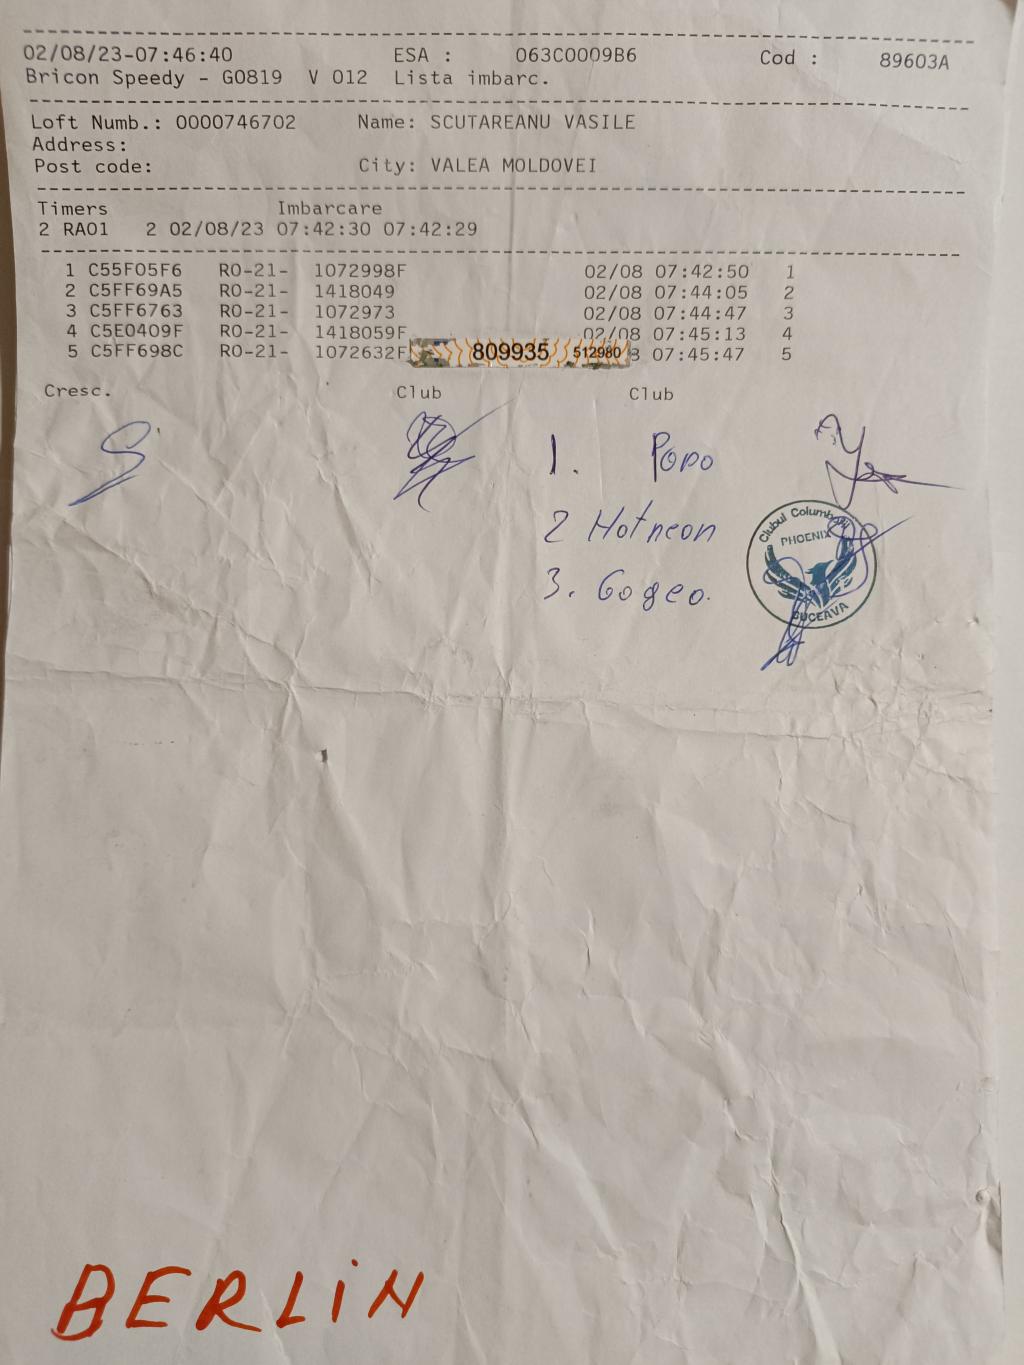 02/08/23-07:46:40 ESA : 063C0009B6 Cod : 89603A
Bricon Speedy - G0819 V 012 Lista imbarc.
Loft Numb.: 0000746702 Name: SCUTAREANU VASILE
Address:
Post code: City: VALEA MOLDOVEI
Timers Imbarcare
2 RA01 2 02/08/23 07:42:30 07:42:29
1 C55F05F6 RO-21- 1072998F 02/08 07:42:50 1
2 C5FF69A5 RO-21- 1418049 02/08 07:44:05 2
3 C5FF6763 RO-21- 1072973 02/08 07:44:47 3
4 C5E0409F RO-21- 1418059F 02/08 07:45:13 4
5 C5FF698C RO-21- 1072632F 809935 512980 8 07:45:47 5
Cresc. Club Club
1. Popo
2 Hotneon
3. Gogeo.
Clubul Columbofil
PHOENIX
SUCEAVA
BERLiN